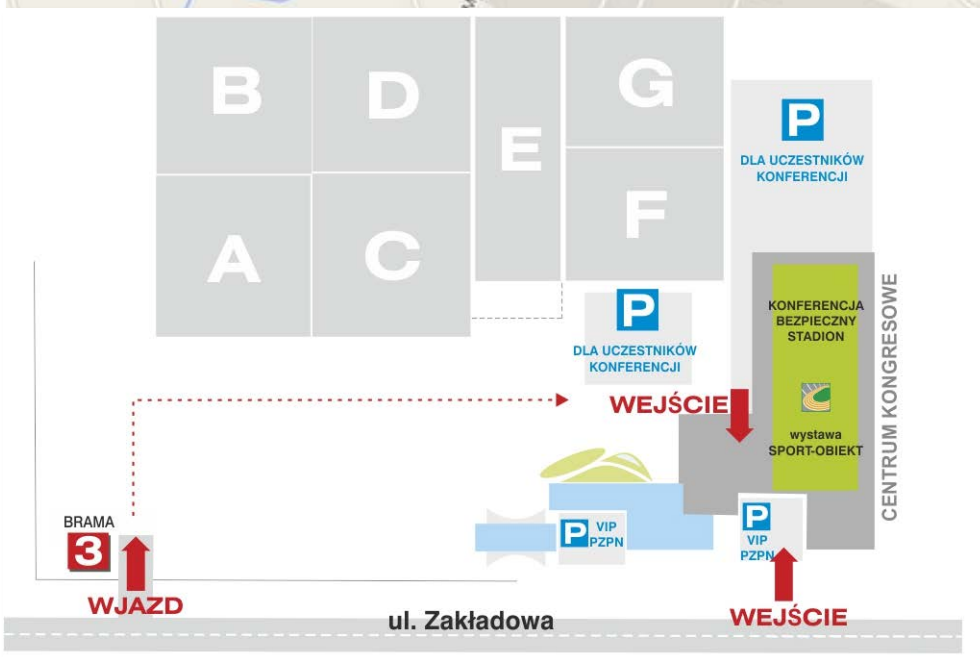 B
D
E
G
P
DLA UCZESTNIKÓW
KONFERENCJI
A
C
F
P
DLA UCZESTNIKÓW
KONFERENCJI
KONFERENCJA
BEZPIECZNY
STADION
wystawa
SPORT-OBIEKT
CENTRUM KONGRESOWE
WEJŚCIE
BRAMA
3
WJAZD
P
VIP
PZPN
P
VIP
PZPN
WEJŚCIE
ul. Zakładowa